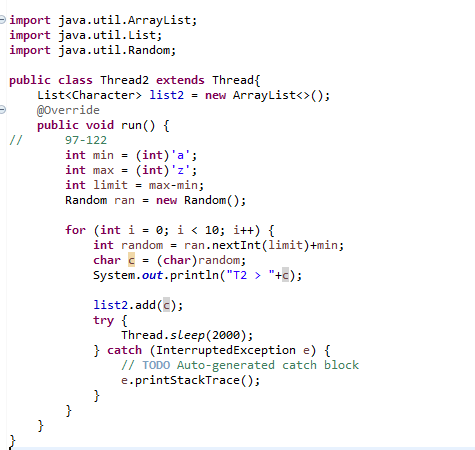 import java.util.ArrayList;
import java.util.List;
import java.util.Random;
public class Thread2 extends Thread{
List<Character> list2 = new ArrayList<>();
@Override
public void run() {
// 97-122
int min = (int)'a';
int max = (int)'z';
int limit = max-min;
Random ran = new Random();
for (int i = 0; i < 10; i++) {
int random = ran.nextInt(limit)+min;
char c = (char)random;
System.out.println("T2 > "+c);
list2.add(c);
try {
Thread.sleep(2000);
} catch (InterruptedException e) {
// TODO Auto-generated catch block
e.printStackTrace();
}
}
}
}